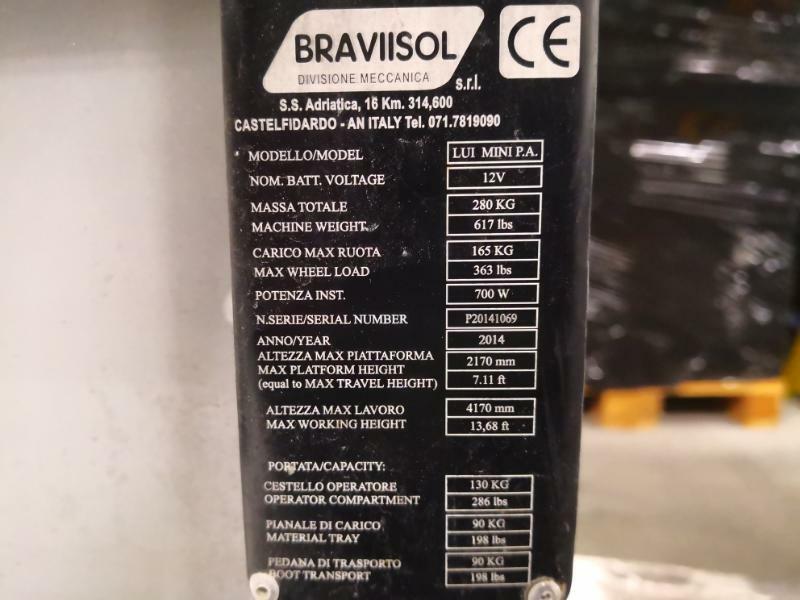 BRAVIISOL
DIVISIONE MECCANICA
s.r.l.
CE
S.S. Adriatica, 16 Km. 314,600
CASTELFIDARDO - AN ITALY Tel. 071.7819090
MODELLO/MODEL LUI MINI P.A.
NOM. BATT. VOLTAGE 12V
MASSA TOTALE 280 KG
MACHINE WEIGHT 617 lbs
CARICO MAX RUOTA 165 KG
MAX WHEEL LOAD 363 lbs
POTENZA INST. 700 W
N.SERIE/SERIAL NUMBER P20141069
ANNO/YEAR 2014
ALTEZZA MAX PIATTAFORMA 2170 mm
MAX PLATFORM HEIGHT
(equal to MAX TRAVEL HEIGHT) 7.11 ft
ALTEZZA MAX LAVORO 4170 mm
MAX WORKING HEIGHT 13,68 ft
PORTATA/CAPACITY:
CESTELLO OPERATORE 130 KG
OPERATOR COMPARTMENT 286 lbs
PIANALE DI CARICO 90 KG
MATERIAL TRAY 198 lbs
PEDANA DI TRASPORTO 90 KG
BOOT TRANSPORT 198 lbs